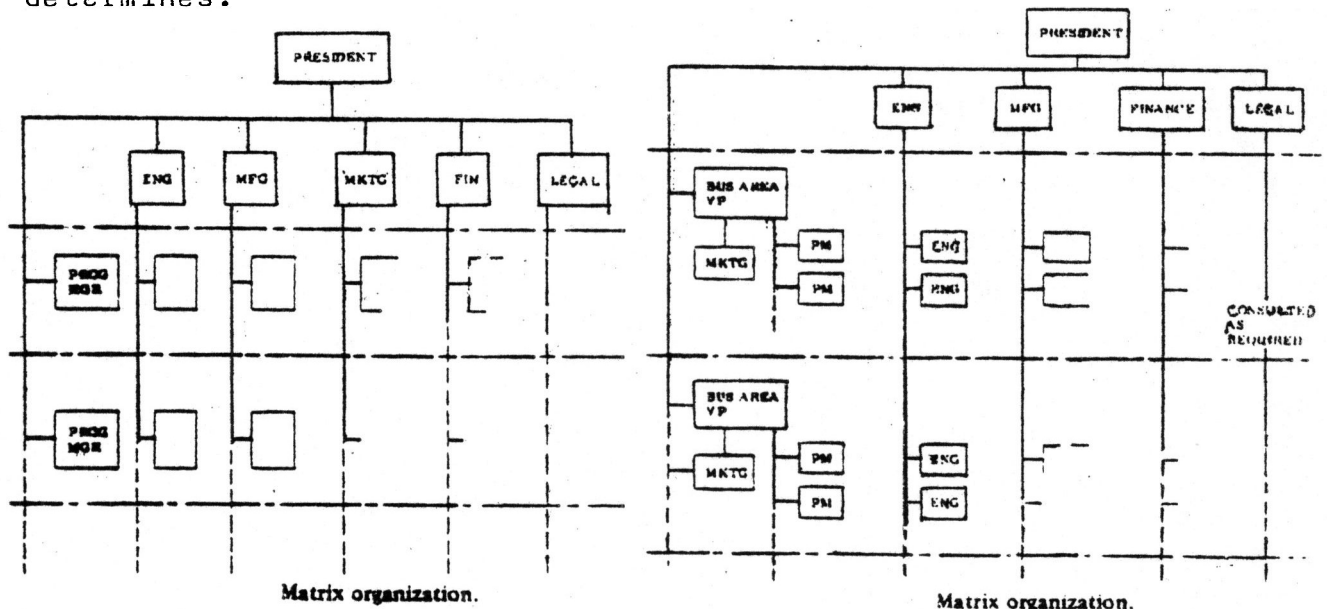 determines.
PRESIDENT
ENG
MFG
MKTG
FIN
LEGAL
PROG
MGR
PROG
MGR
Matrix organization.
PRESIDENT
ENG
MFG
FINANCE
LEGAL
BUS AREA
VP
MKTG
PM
PM
ENG
ENG
CONSULTED
AS
REQUIRED
BUS AREA
VP
MKTG
PM
PM
ENG
ENG
Matrix organization.